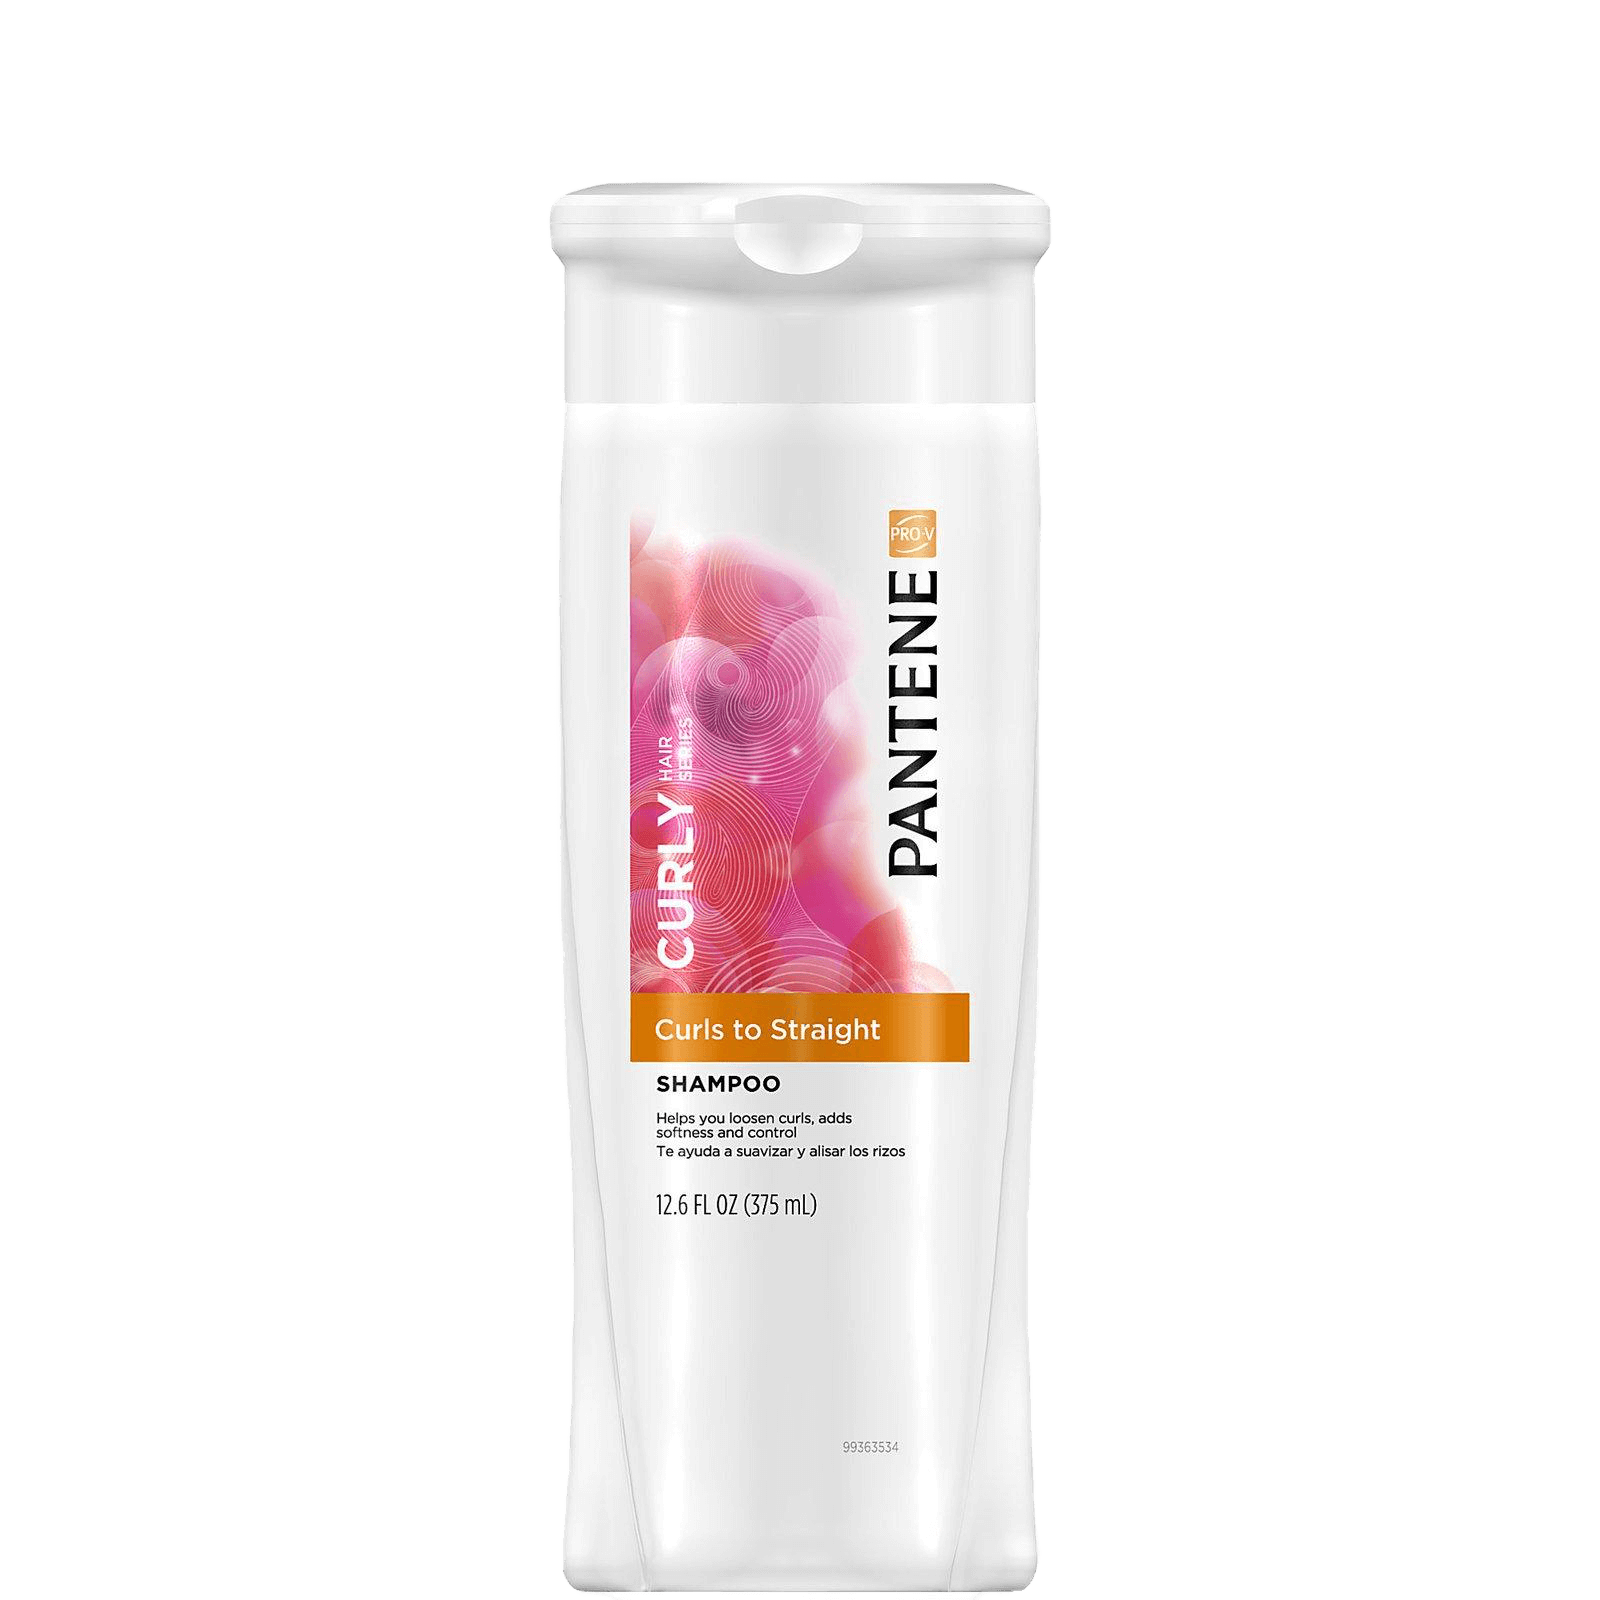 PRO-V
PANTENE
CURLY
HAIR
SERIES
Curls to Straight
SHAMPOO
Helps you loosen curls, adds
softness and control
Te ayuda a suavizar y alisar los rizos
12.6 FL OZ (375 mL)
99363534